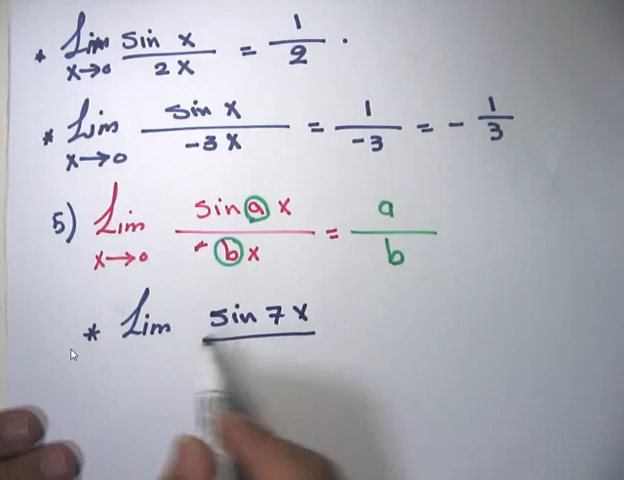 * Lim x→0 sin x / 2x = 1 / 2 .
* Lim x→0 sin x / -3x = 1 / -3 = - 1 / 3
5) Lim x→0 sin a x / b x = a / b
* Lim sin 7x